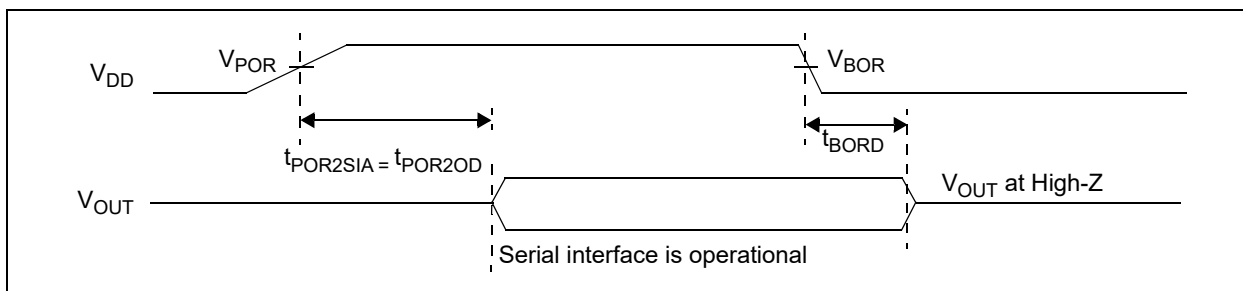 VPOR
VBOR
VDD
tPOR2SIA = tPOR2OD
tBORD
VOUT
VOUT at High-Z
Serial interface is operational